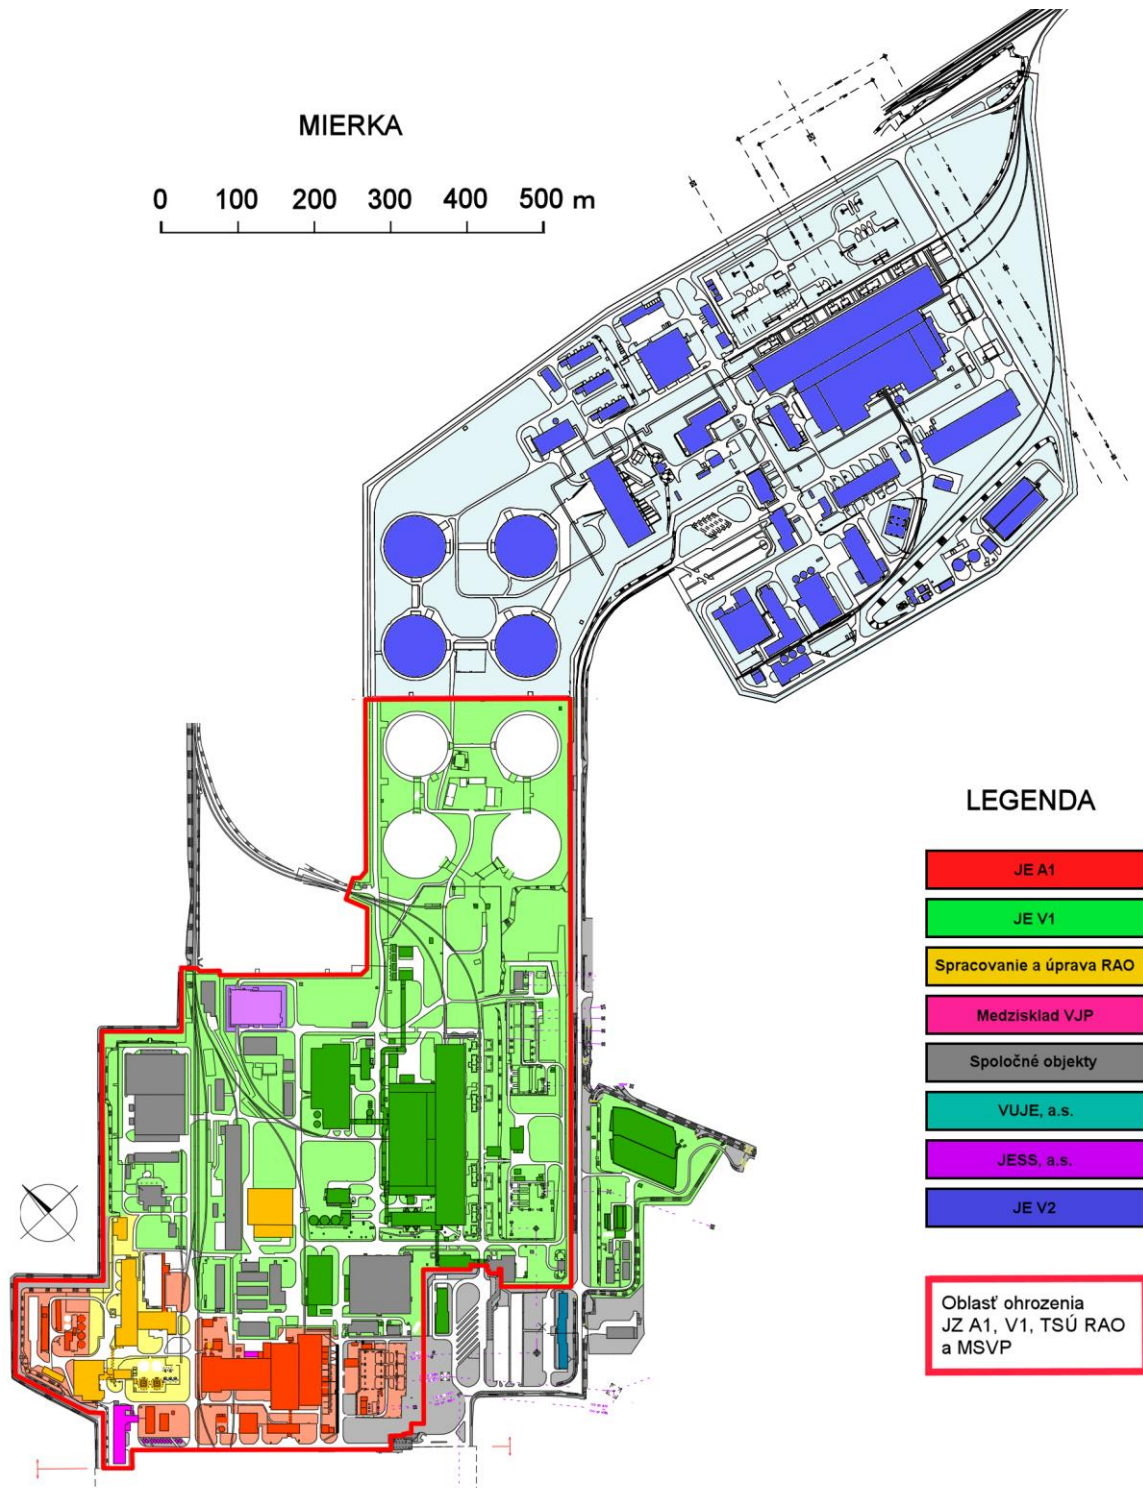 MIERKA
0 100 200 300 400 500 m
LEGENDA
JE A1
JE V1
Spracovanie a úprava RAO
Medzisklad VJP
Spoločné objekty
VUJE, a.s.
JESS, a.s.
JE V2
Oblasť ohrozenia
JZ A1, V1, TSÚ RAO
a MSVP